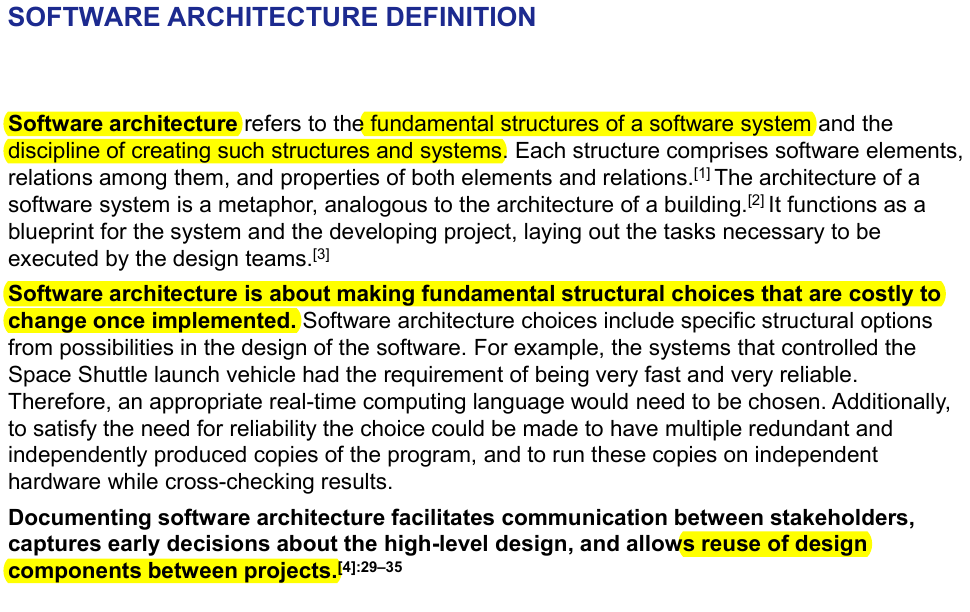 SOFTWARE ARCHITECTURE DEFINITION
Software architecture refers to the fundamental structures of a software system and the
discipline of creating such structures and systems. Each structure comprises software elements,
relations among them, and properties of both elements and relations.[1] The architecture of a
software system is a metaphor, analogous to the architecture of a building.[2] It functions as a
blueprint for the system and the developing project, laying out the tasks necessary to be
executed by the design teams.[3]
Software architecture is about making fundamental structural choices that are costly to
change once implemented. Software architecture choices include specific structural options
from possibilities in the design of the software. For example, the systems that controlled the
Space Shuttle launch vehicle had the requirement of being very fast and very reliable.
Therefore, an appropriate real-time computing language would need to be chosen. Additionally,
to satisfy the need for reliability the choice could be made to have multiple redundant and
independently produced copies of the program, and to run these copies on independent
hardware while cross-checking results.
Documenting software architecture facilitates communication between stakeholders,
captures early decisions about the high-level design, and allows reuse of design
components between projects.[4]:29–35